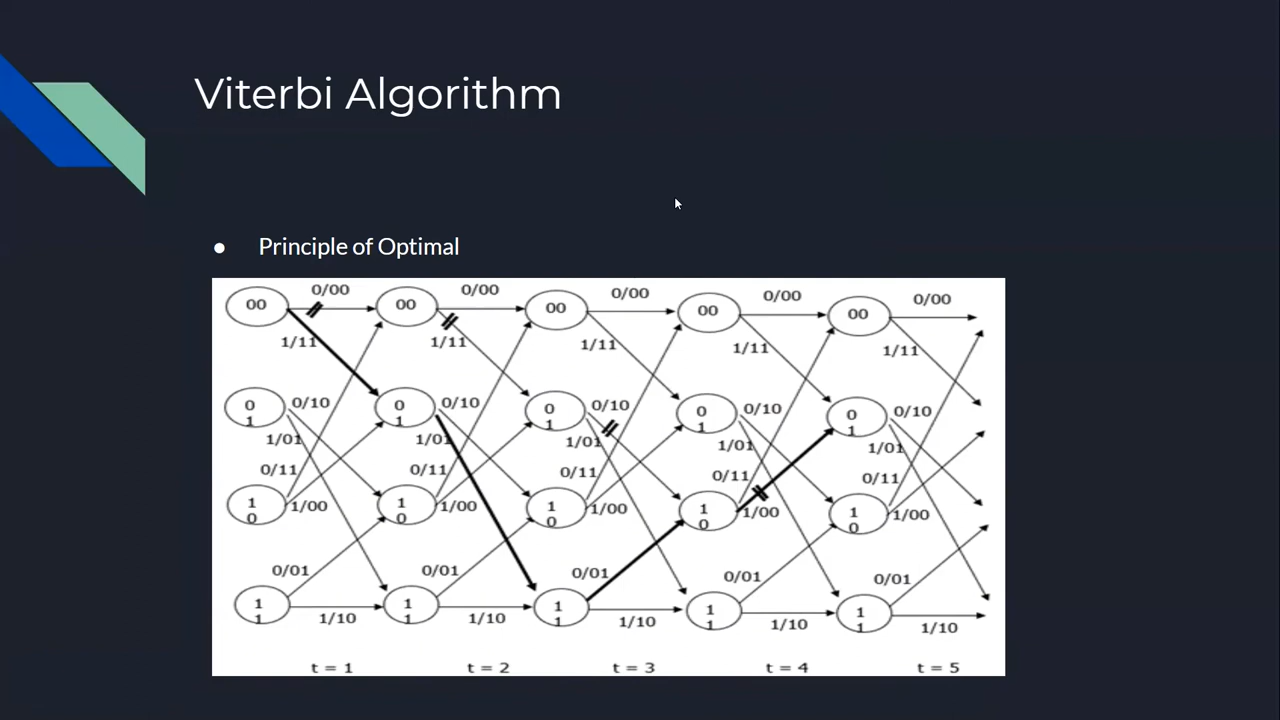 Viterbi Algorithm
● Principle of Optimal
0/00 0/00 0/00 0/00 0/00
00 00 00 00 00
1/11 1/11 1/11 1/11 1/11
0 0 0 0 0
1 1 1 1 1
0/10 0/10 0/10 0/10 0/10
1/01 1/01 1/01 1/01 1/01
0/11 0/11 0/11 0/11 0/11
1 1 1 1 1
0 0 0 0 0
1/00 1/00 1/00 1/00 1/00
0/01 0/01 0/01 0/01 0/01
1 1 1 1 1
1 1 1 1 1
1/10 1/10 1/10 1/10 1/10
t = 1 t = 2 t = 3 t = 4 t = 5